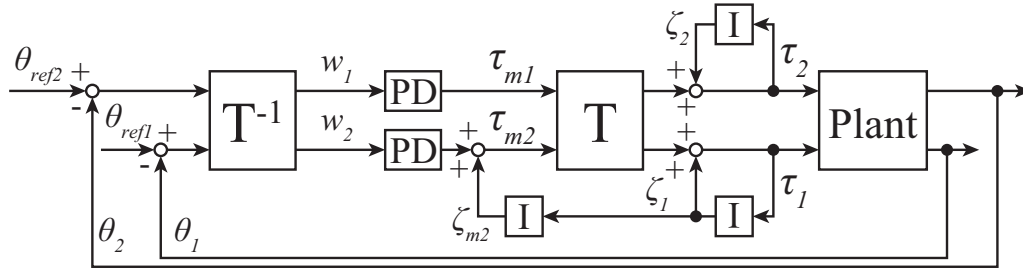 ζ2 I
θref2 + - w1 PD τm1 + + τ2
θref1 + - T-1 w2 PD + + τm2 T + + Plant
θ2 θ1 ζm2 I ζ1 I τ1